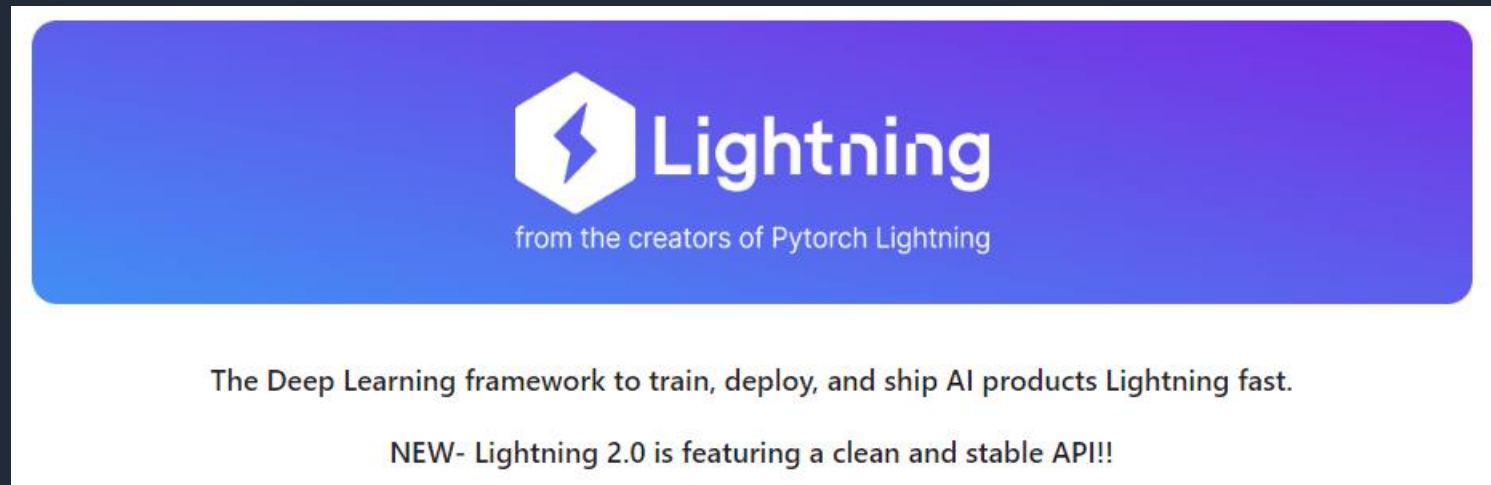 Lightning
from the creators of Pytorch Lightning
The Deep Learning framework to train, deploy, and ship AI products Lightning fast.
NEW- Lightning 2.0 is featuring a clean and stable API!!